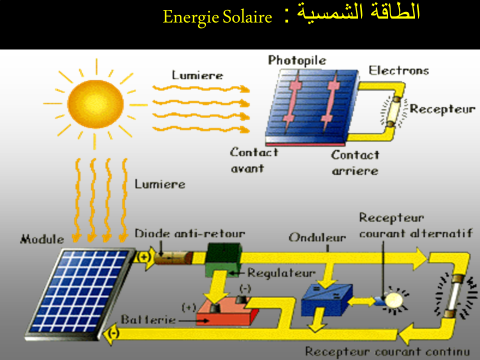 Energie Solaire : الطاقة الشمسية
Photopile
Lumiere
Electrons
Recepteur
Contact
avant
Contact
arriere
Lumiere
Recepteur
courant alternatif
Module
Diode anti-retour
Onduleur
(+)
Regulateur
(-)
(+)
Batterie
(-)
Recepteur courant continu